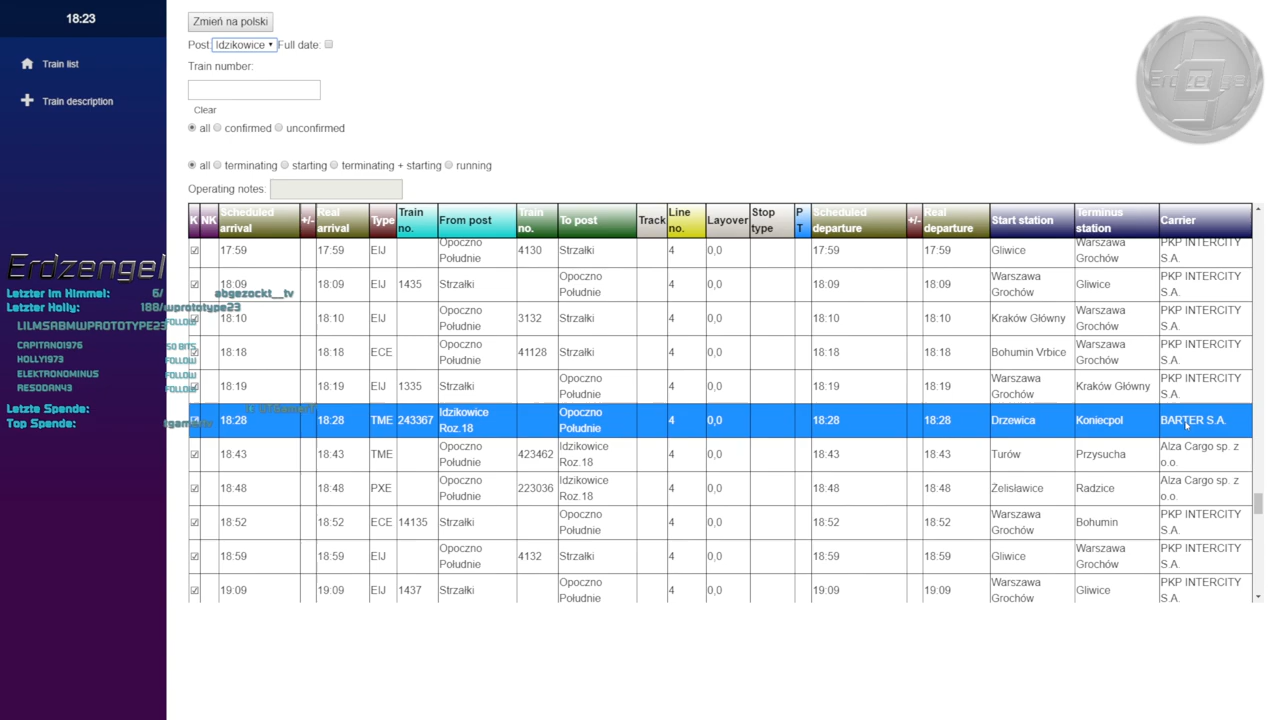 18:23
Train list
Train description
Zmień na polski
Post: Idzikowice Full date:
Train number:
Clear
all confirmed unconfirmed
all terminating starting terminating + starting running
Operating notes:
K NK Scheduled arrival +/- Real arrival Type Train no. From post Train no. To post Track Line no. Layover Stop type P T Scheduled departure +/- Real departure Start station Terminus station Carrier
17:59 17:59 EIJ Opoczno Południe 4130 Strzałki 4 0,0 17:59 17:59 Gliwice Warszawa Grochów PKP INTERCITY S.A.
18:09 18:09 EIJ 1435 Strzałki Opoczno Południe 4 0,0 18:09 18:09 Warszawa Grochów Gliwice PKP INTERCITY S.A.
18:10 18:10 EIJ Opoczno Południe 3132 Strzałki 4 0,0 18:10 18:10 Kraków Główny Warszawa Grochów PKP INTERCITY S.A.
18:18 18:18 ECE Opoczno Południe 41128 Strzałki 4 0,0 18:18 18:18 Bohumin Vrbice Warszawa Grochów PKP INTERCITY S.A.
18:19 18:19 EIJ 1335 Strzałki Opoczno Południe 4 0,0 18:19 18:19 Warszawa Grochów Kraków Główny PKP INTERCITY S.A.
18:28 18:28 TME 243367 Idzikowice Roz.18 Opoczno Południe 4 0,0 18:28 18:28 Drzewica Koniecpol BARTER S.A.
18:43 18:43 TME Opoczno Południe 423462 Idzikowice Roz.18 4 0,0 18:43 18:43 Turów Przysucha Alza Cargo sp. z o.o.
18:48 18:48 PXE Opoczno Południe 223036 Idzikowice Roz.18 4 0,0 18:48 18:48 Żelisławice Radzice Alza Cargo sp. z o.o.
18:52 18:52 ECE 14135 Strzałki Opoczno Południe 4 0,0 18:52 18:52 Warszawa Grochów Bohumin PKP INTERCITY S.A.
18:59 18:59 EIJ Opoczno Południe 4132 Strzałki 4 0,0 18:59 18:59 Gliwice Warszawa Grochów PKP INTERCITY S.A.
19:09 19:09 EIJ 1437 Strzałki Opoczno Południe 4 0,0 19:09 19:09 Warszawa Grochów Gliwice PKP INTERCITY S.A.
Erdzengel
Letzter im Himmel: 6/ abgezockt__tv
Letzter Holly: 188/wprototype23
LILMSABMWPROTOTYPE23 FOLLOW
CAPITANO1976 50 BITS
HOLLY1973 FOLLOW
ELEKTRONOMINUS FOLLOW
RESODAN43 FOLLOW
Letzte Spende:
Top Spende:
Erdzengel